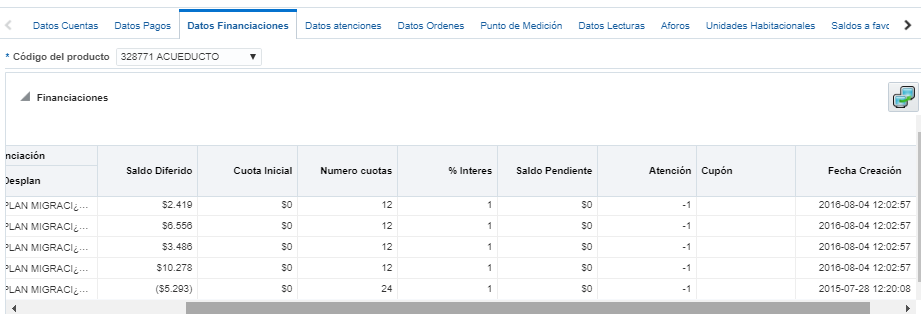 Datos Cuentas Datos Pagos Datos Financiaciones Datos atenciones Datos Ordenes Punto de Medición Datos Lecturas Aforos Unidades Habitacionales Saldos a favo
* Código del producto 328771 ACUEDUCTO
Financiaciones
nciación
Desplan Saldo Diferido Cuota Inicial Numero cuotas % Interes Saldo Pendiente Atención Cupón Fecha Creación
PLAN MIGRACI¿... $2.419 $0 12 1 $0 -1 2016-08-04 12:02:57
PLAN MIGRACI¿... $6.556 $0 12 1 $0 -1 2016-08-04 12:02:57
PLAN MIGRACI¿... $3.486 $0 12 1 $0 -1 2016-08-04 12:02:57
PLAN MIGRACI¿... $10.278 $0 12 1 $0 -1 2016-08-04 12:02:57
PLAN MIGRACI¿... ($5.293) $0 24 1 $0 -1 2015-07-28 12:20:08